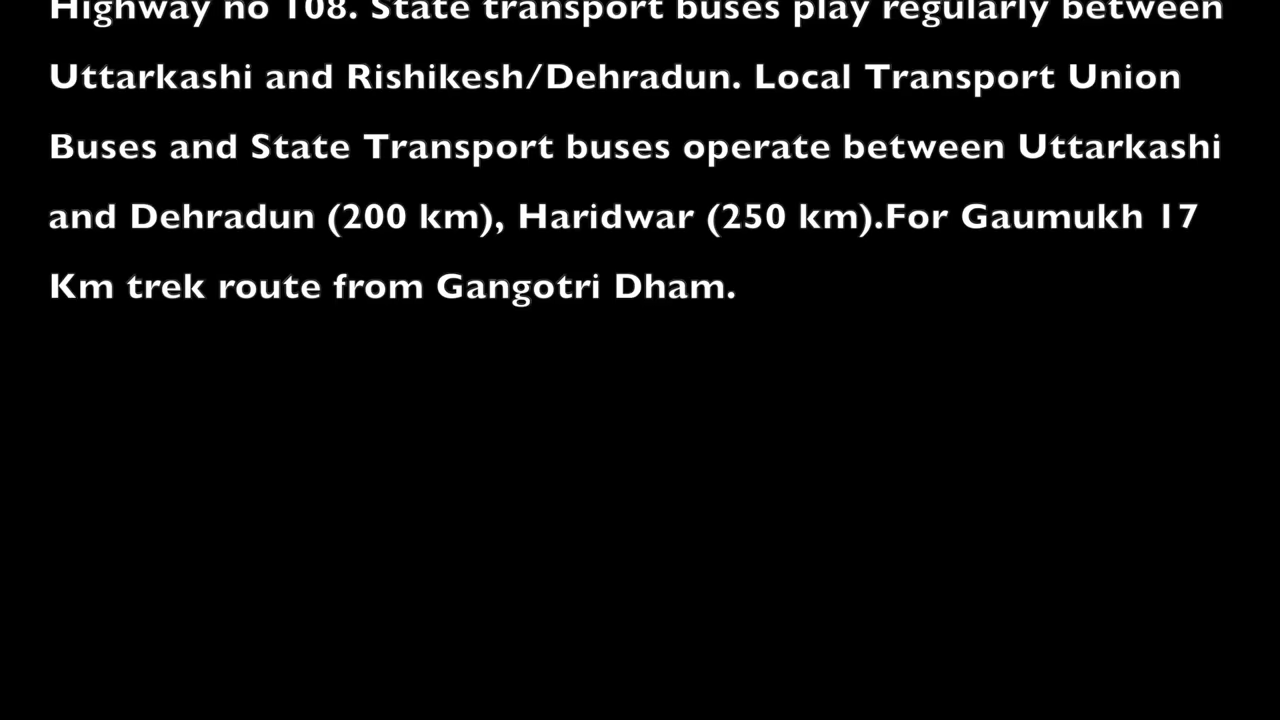 Highway no 108. State transport buses play regularly between
Uttarkashi and Rishikesh/Dehradun. Local Transport Union
Buses and State Transport buses operate between Uttarkashi
and Dehradun (200 km), Haridwar (250 km).For Gaumukh 17
Km trek route from Gangotri Dham.